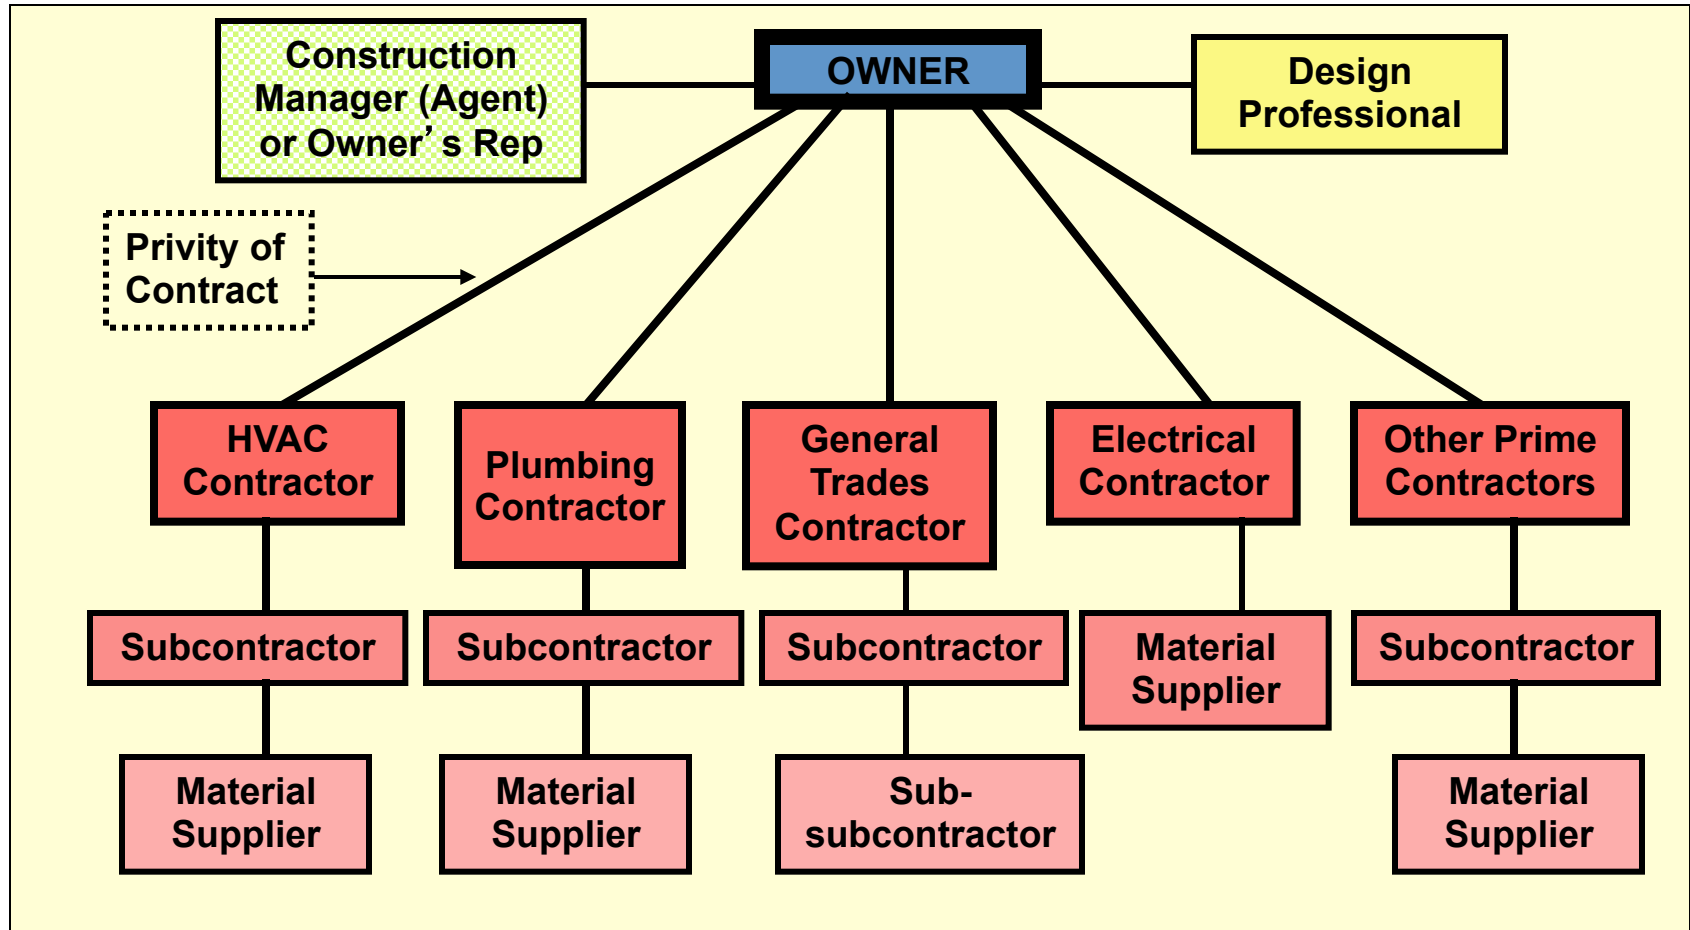 Construction
Manager (Agent)
or Owner’s Rep
OWNER
Design
Professional
Privity of
Contract
HVAC
Contractor
Plumbing
Contractor
General
Trades
Contractor
Electrical
Contractor
Other Prime
Contractors
Subcontractor
Subcontractor
Subcontractor
Material
Supplier
Subcontractor
Material
Supplier
Material
Supplier
Sub-
subcontractor
Material
Supplier